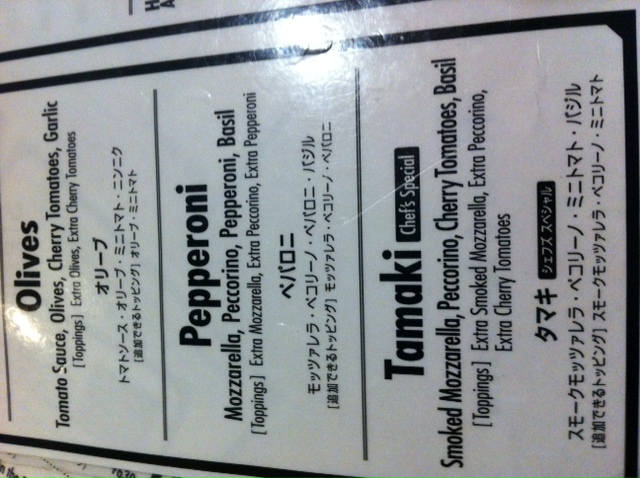 Olives
Tomato Sauce, Olives, Cherry Tomatoes, Garlic
[Toppings] Extra Olives, Extra Cherry Tomatoes
オリーブ
トマトソース・オリーブ・ミニトマト・ニンニク
[追加できるトッピング] オリーブ・ミニトマト
Pepperoni
Mozzarella, Peccorino, Pepperoni, Basil
[Toppings] Extra Mozzarella, Extra Peccorino, Extra Pepperoni
ペパロニ
モッツァレラ・ペコリーノ・ペパロニ・バジル
[追加できるトッピング] モッツァレラ・ペコリーノ・ペパロニ
Tamaki Chef's Special
Smoked Mozzarella, Peccorino, Cherry Tomatoes, Basil
[Toppings] Extra Smoked Mozzarella, Extra Peccorino,
Extra Cherry Tomatoes
タマキ シェフズ スペシャル
スモークモッツァレラ・ペコリーノ・ミニトマト・バジル
[追加できるトッピング] スモークモッツァレラ・ペコリーノ・ミニトマト